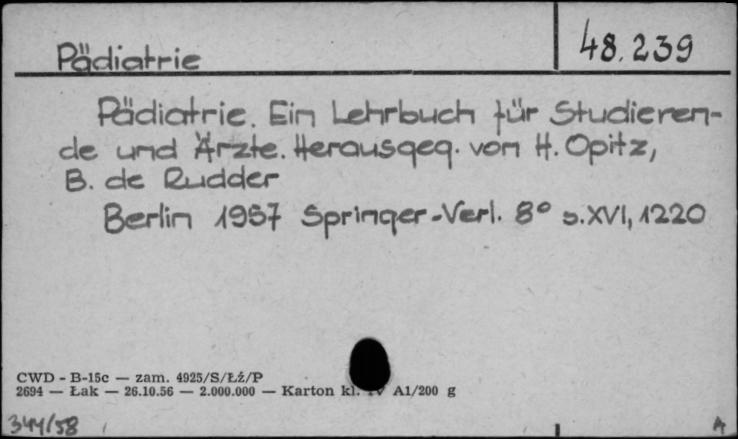 Pädiatrie
48.239
Pädiatrie. Ein Lehrbuch für Studieren-
de und Ärzte. Herausgeg. von H. Opitz,
B. de Rudder
Berlin 1957 Springer-Verl. 8° s. XVI, 1220
CWD - B-15c — zam. 4925/S/Łź/P
2694 — Łak — 26.10.56 — 2.000.000 — Karton kl. IV A1/200 g
344/58
A